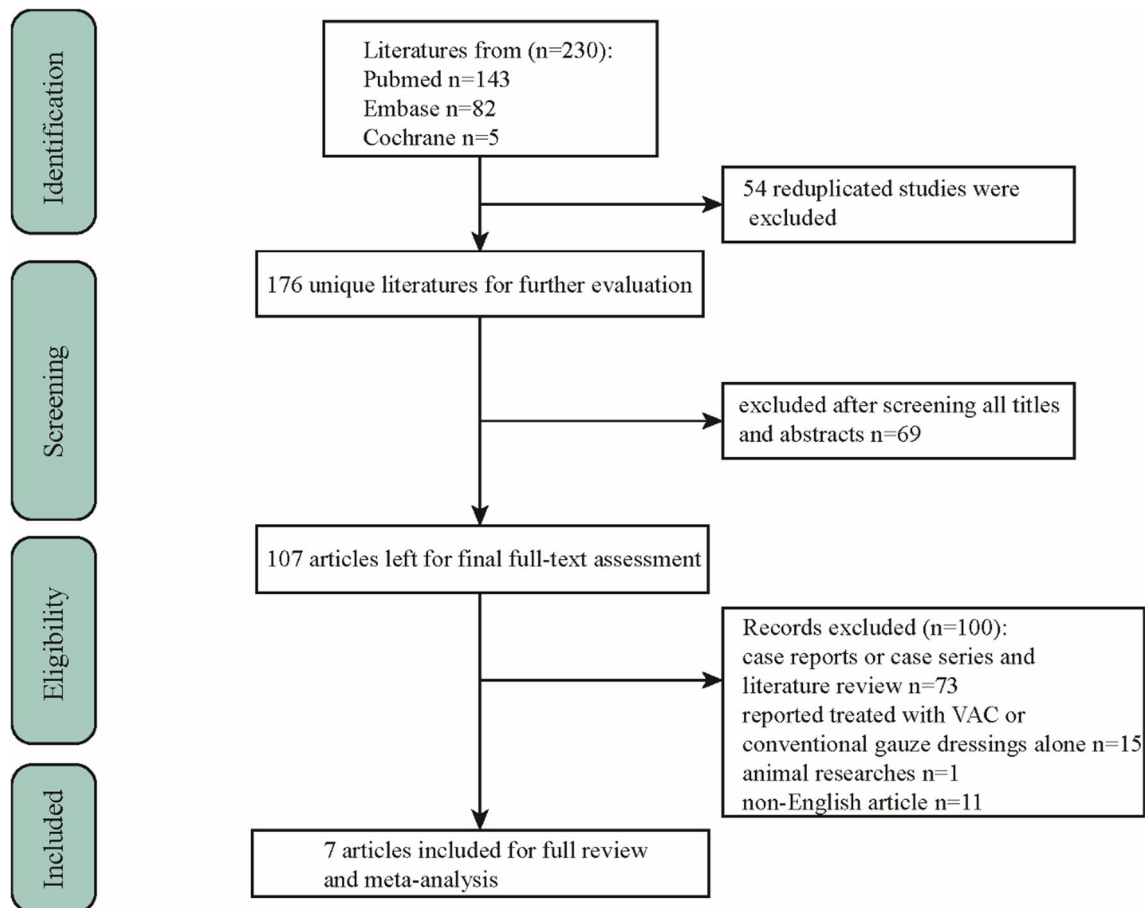 Identification
Literatures from (n=230):
Pubmed n=143
Embase n=82
Cochrane n=5
54 reduplicated studies were
excluded
176 unique literatures for further evaluation
Screening
excluded after screening all titles
and abstracts n=69
107 articles left for final full-text assessment
Eligibility
Records excluded (n=100):
case reports or case series and
literature review n=73
reported treated with VAC or
conventional gauze dressings alone n=15
animal researches n=1
non-English article n=11
Included
7 articles included for full review
and meta-analysis